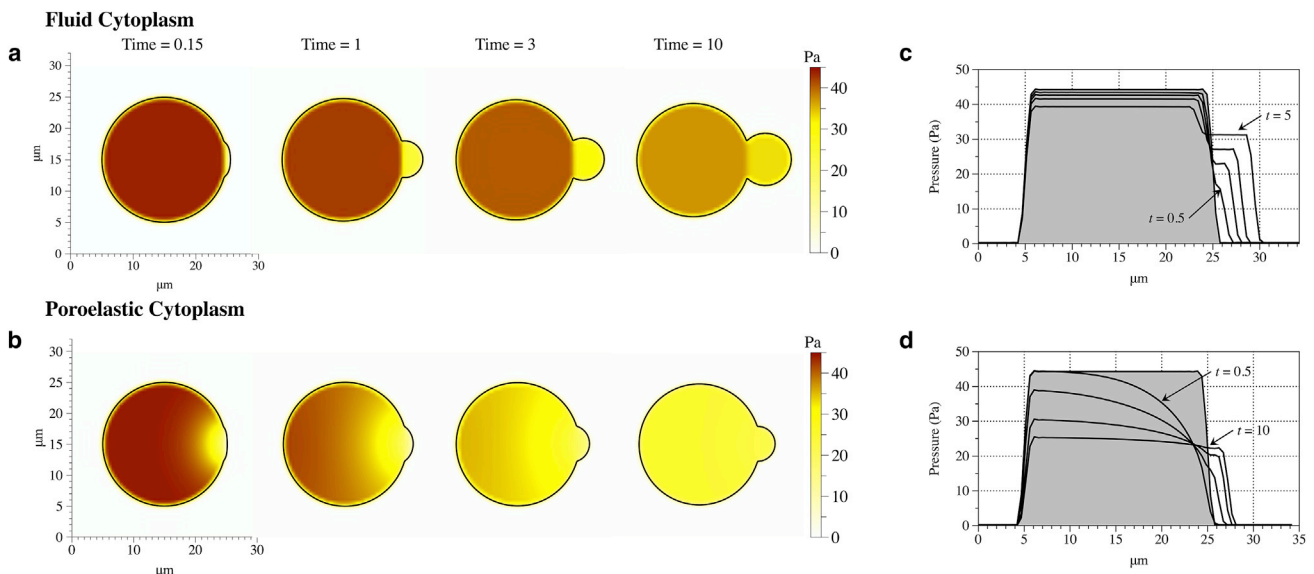 Fluid Cytoplasm
a
Time = 0.15
Time = 1
Time = 3
Time = 10
Pa
40
30
20
10
0
µm
30
25
20
15
10
5
0
0
10
20
30
µm
c
Pressure (Pa)
50
40
30
20
10
0
t = 5
t = 0.5
0
5
10
15
20
25
30
µm
Poroelastic Cytoplasm
b
Pa
40
30
20
10
0
µm
30
25
20
15
10
5
0
0
10
20
30
µm
d
Pressure (Pa)
50
40
30
20
10
0
t = 0.5
t = 10
0
5
10
15
20
25
30
35
µm